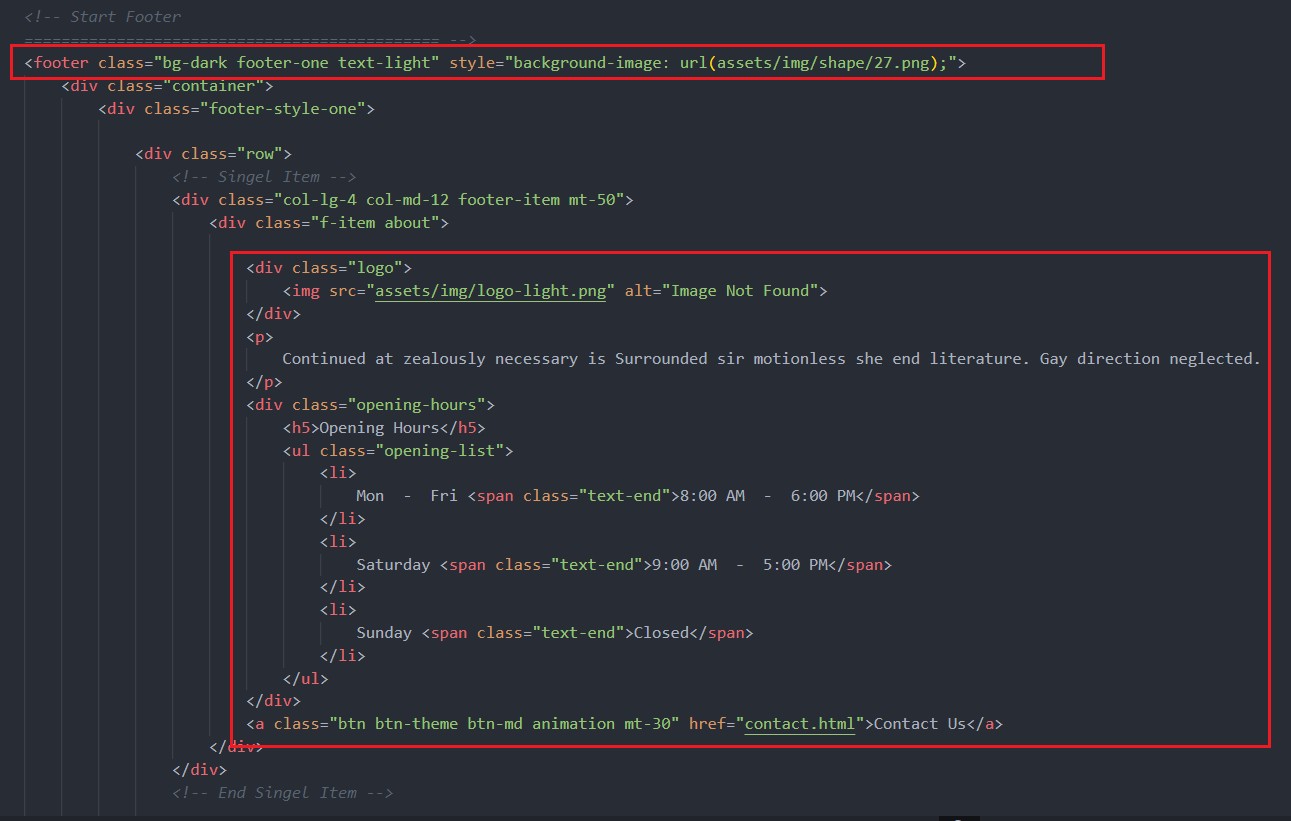 <!-- Start Footer
============================================= -->
<footer class="bg-dark footer-one text-light" style="background-image: url(assets/img/shape/27.png);">
<div class="container">
<div class="footer-style-one">
<div class="row">
<!-- Singel Item -->
<div class="col-lg-4 col-md-12 footer-item mt-50">
<div class="f-item about">
<div class="logo">
<img src="assets/img/logo-light.png" alt="Image Not Found">
</div>
<p>
Continued at zealously necessary is Surrounded sir motionless she end literature. Gay direction neglected.
</p>
<div class="opening-hours">
<h5>Opening Hours</h5>
<ul class="opening-list">
<li>
Mon  -  Fri <span class="text-end">8:00 AM  -  6:00 PM</span>
</li>
<li>
Saturday <span class="text-end">9:00 AM  -  5:00 PM</span>
</li>
<li>
Sunday <span class="text-end">Closed</span>
</li>
</ul>
</div>
<a class="btn btn-theme btn-md animation mt-30" href="contact.html">Contact Us</a>
</div>
</div>
<!-- End Singel Item -->